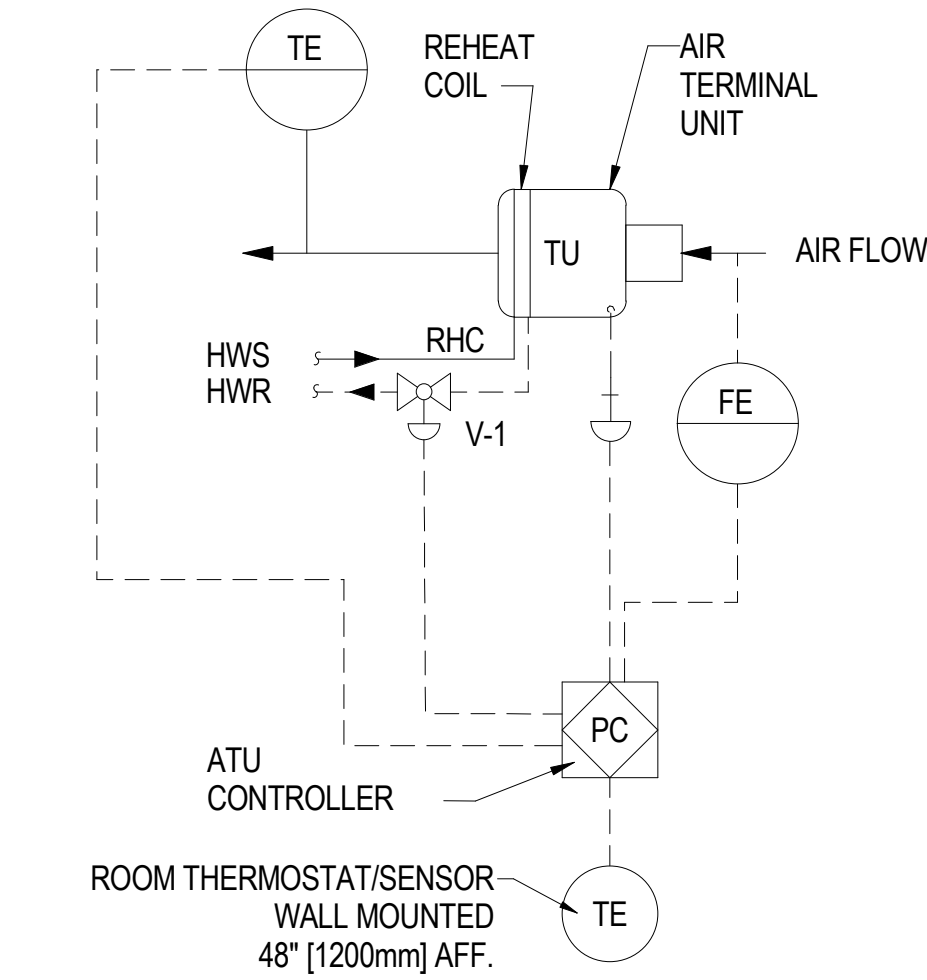 TE
REHEAT
COIL
AIR
TERMINAL
UNIT
TU
AIR FLOW
HWS
RHC
HWR
V-1
FE
PC
ATU
CONTROLLER
ROOM THERMOSTAT/SENSOR
WALL MOUNTED
48" [1200mm] AFF.
TE